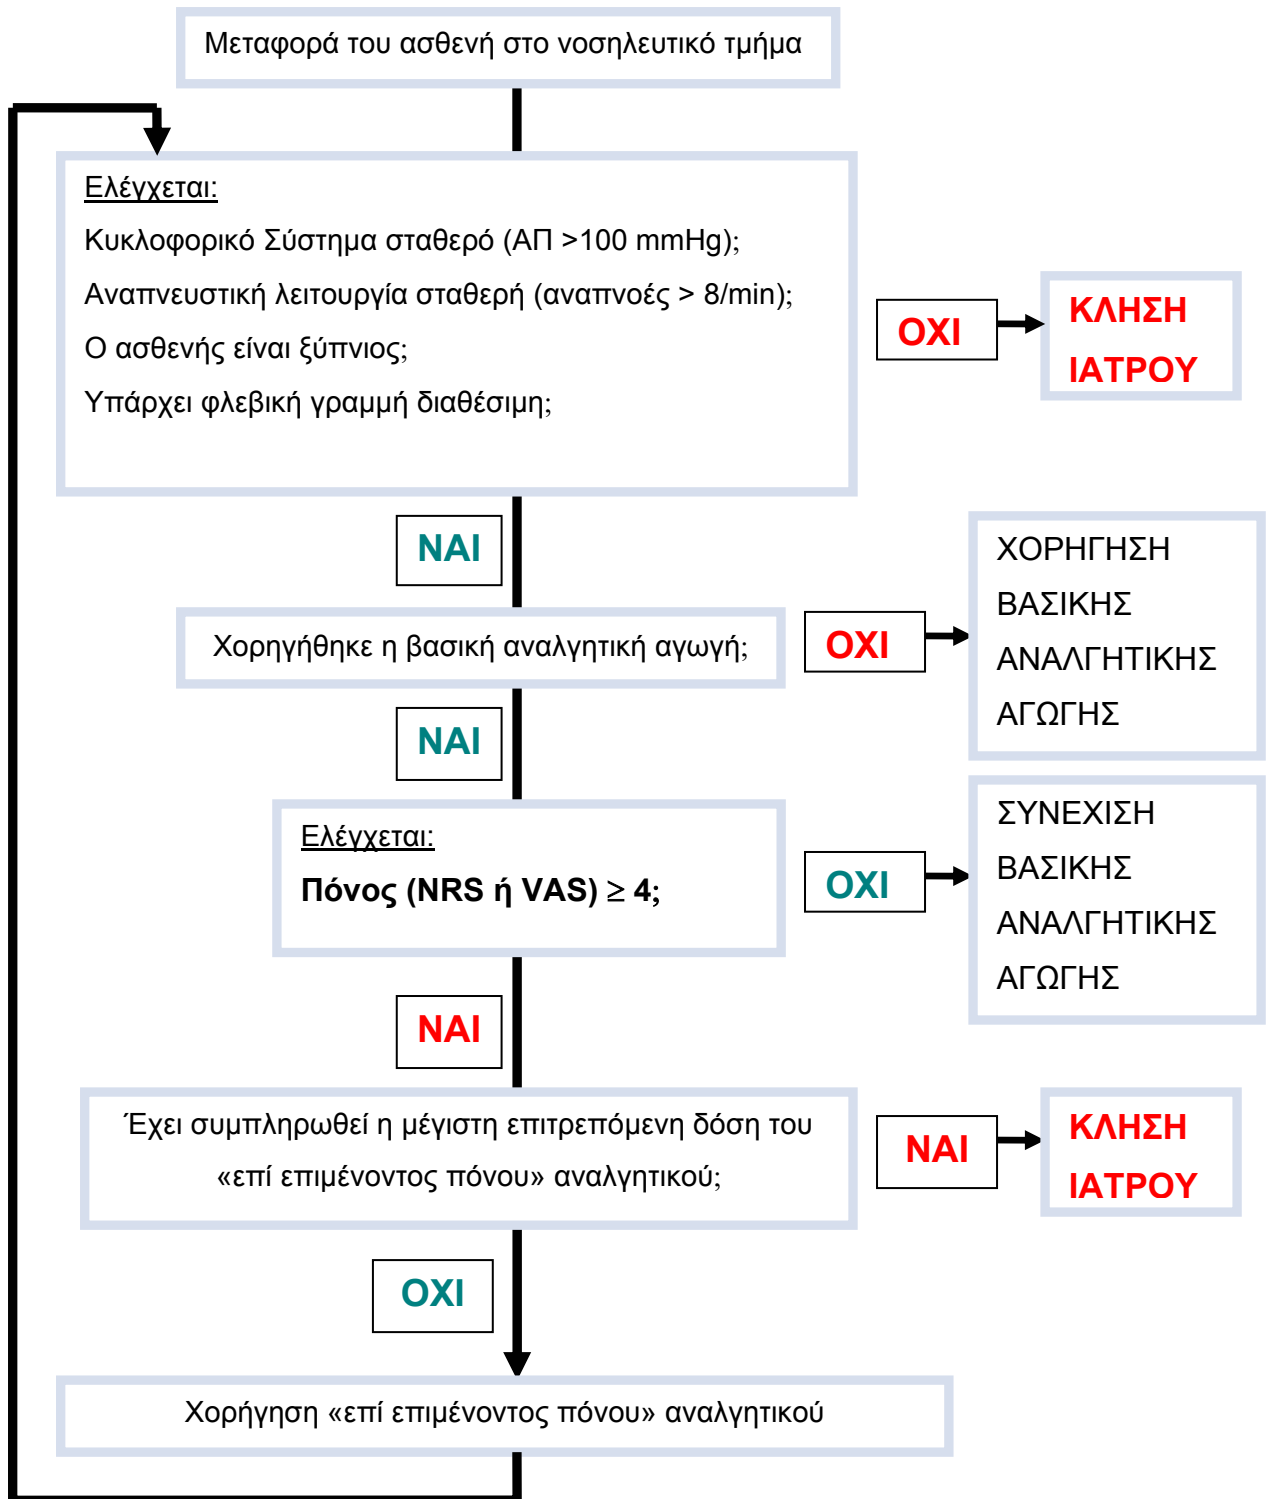 Μεταφορά του ασθενή στο νοσηλευτικό τμήμα
Ελέγχεται:
Κυκλοφορικό Σύστημα σταθερό (ΑΠ >100 mmHg);
Αναπνευστική λειτουργία σταθερή (αναπνοές > 8/min);
Ο ασθενής είναι ξύπνιος;
Υπάρχει φλεβική γραμμή διαθέσιμη;
ΟΧΙ
ΚΛΗΣΗ
ΙΑΤΡΟΥ
ΝΑΙ
Χορηγήθηκε η βασική αναλγητική αγωγή;
ΟΧΙ
ΧΟΡΗΓΗΣΗ
ΒΑΣΙΚΗΣ
ΑΝΑΛΓΗΤΙΚΗΣ
ΑΓΩΓΗΣ
ΝΑΙ
Ελέγχεται:
Πόνος (NRS ή VAS) ≥ 4;
ΟΧΙ
ΣΥΝΕΧΙΣΗ
ΒΑΣΙΚΗΣ
ΑΝΑΛΓΗΤΙΚΗΣ
ΑΓΩΓΗΣ
ΝΑΙ
Έχει συμπληρωθεί η μέγιστη επιτρεπόμενη δόση του
«επί επιμένοντος πόνου» αναλγητικού;
ΝΑΙ
ΚΛΗΣΗ
ΙΑΤΡΟΥ
ΟΧΙ
Χορήγηση «επί επιμένοντος πόνου» αναλγητικού